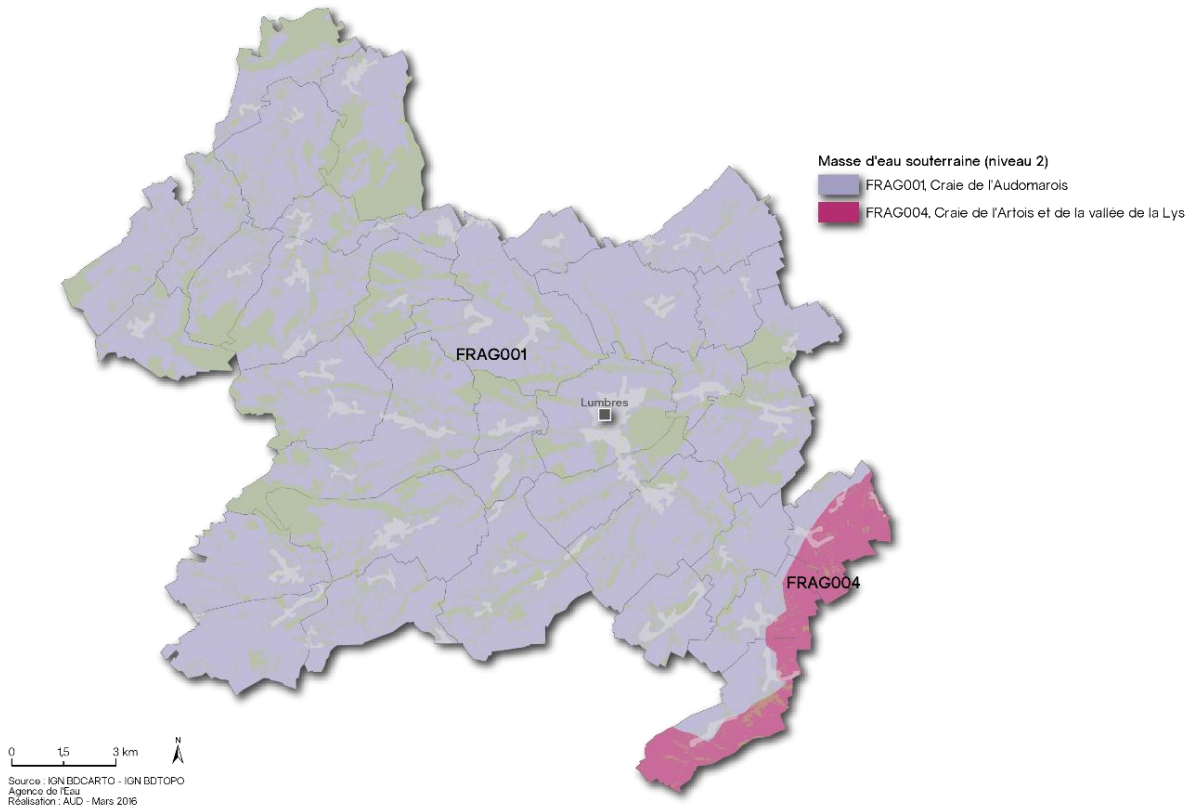 Masse d'eau souterraine (niveau 2)
FRAG001, Craie de l'Audomarois
FRAG004, Craie de l'Artois et de la vallée de la Lys
FRAG001
Lumbres
FRAG004
0 1,5 3 km
N
Source : IGN BDCARTO - IGN BDTOPO
Agence de l'Eau
Réalisation : AUD - Mars 2016